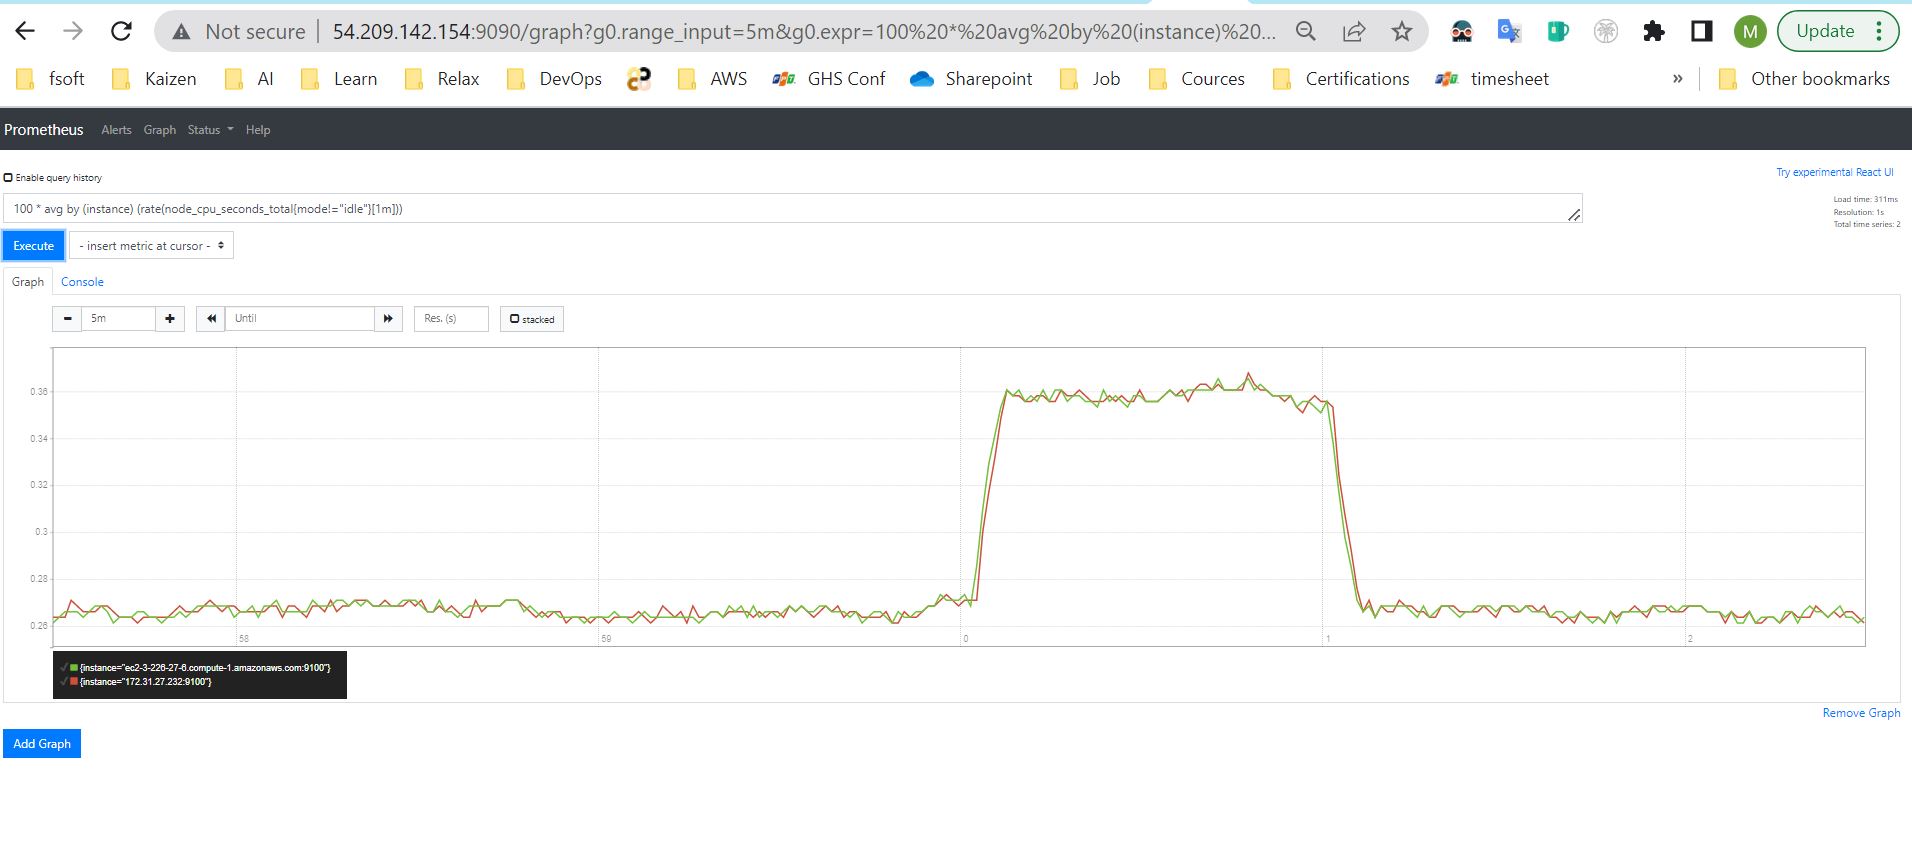 Not secure 54.209.142.154:9090/graph?g0.range_input=5m&g0.expr=100%20*%20avg%20by%20(instance)%20... M Update
fsoft Kaizen AI Learn Relax DevOps AWS GHS Conf Sharepoint Job Cources Certifications timesheet » Other bookmarks
Prometheus Alerts Graph Status Help
Enable query history Try experimental React UI
100 * avg by (instance) (rate(node_cpu_seconds_total{mode!="idle"}[1m]))
Load time: 311ms
Resolution: 1s
Total time series: 2
Execute - insert metric at cursor -
Graph Console
- 5m + Until Res. (s) stacked
0.36
0.34
0.32
0.3
0.28
0.26
58 59 0 1 2
{instance="ec2-3-226-27-6.compute-1.amazonaws.com:9100"}
{instance="172.31.27.232:9100"}
Remove Graph
Add Graph